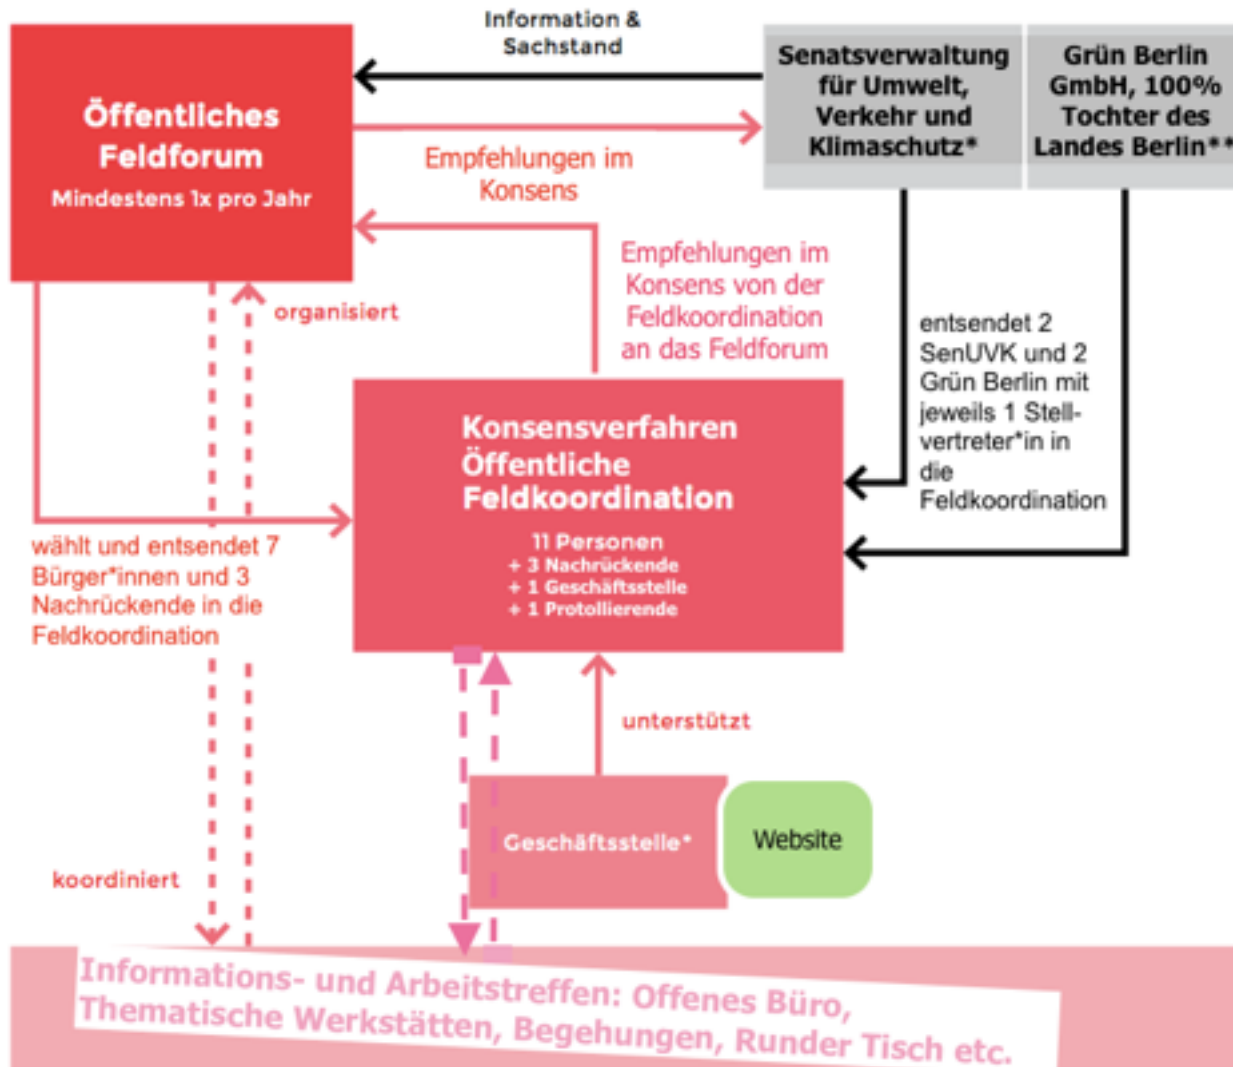 Information &
Sachstand
Öffentliches
Feldforum
Mindestens 1x pro Jahr
Senatsverwaltung
für Umwelt,
Verkehr und
Klimaschutz*
Grün Berlin
GmbH, 100%
Tochter des
Landes Berlin**
Empfehlungen im
Konsens
Empfehlungen im
Konsens von der
Feldkoordination
an das Feldforum
organisiert
entsendet 2
SenUVK und 2
Grün Berlin mit
jeweils 1 Stell-
vertreter*in in
die
Feldkoordination
Konsensverfahren
Öffentliche
Feldkoordination
11 Personen
+ 3 Nachrückende
+ 1 Geschäftsstelle
+ 1 Protollierende
wählt und entsendet 7
Bürger*innen und 3
Nachrückende in die
Feldkoordination
unterstützt
Geschäftsstelle*
Website
koordiniert
Informations- und Arbeitstreffen: Offenes Büro,
Thematische Werkstätten, Begehungen, Runder Tisch etc.